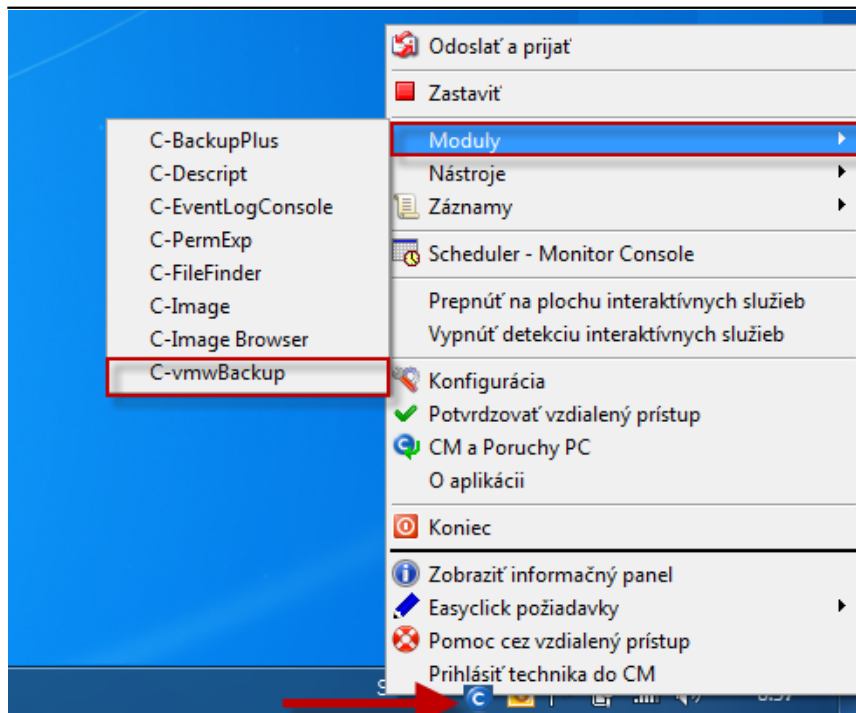 Odoslať a prijať
Zastaviť
Moduly
Nástroje
Záznamy
Scheduler - Monitor Console
Prepnúť na plochu interaktívnych služieb
Vypnúť detekciu interaktívnych služieb
Konfigurácia
Potvrdzovať vzdialený prístup
CM a Poruchy PC
O aplikácii
Koniec
Zobraziť informačný panel
Easyclick požiadavky
Pomoc cez vzdialený prístup
Prihlásiť technika do CM
C-BackupPlus
C-Descript
C-EventLogConsole
C-PermExp
C-FileFinder
C-Image
C-Image Browser
C-vmwBackup